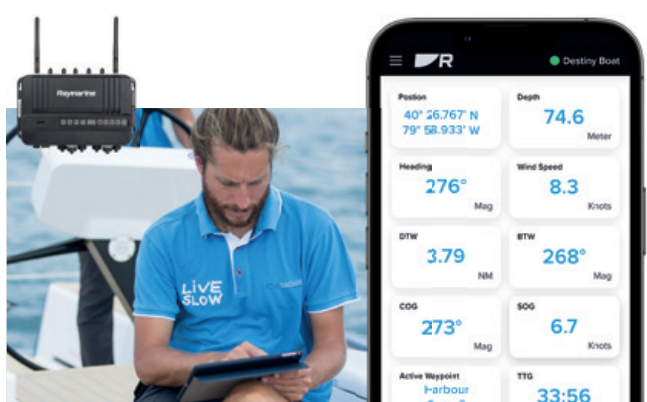 Raymarine
LIVE
SLOW
R
Destiny Boat
Postion
40° 26.767' N
79° 58.933' W
Depth
74.6
Meter
Heading
276°
Mag
Wind Speed
8.3
Knots
DTW
3.79
NM
BTW
268°
Mag
COG
273°
Mag
SOG
6.7
Knots
Active Waypoint
Harbour
TTG
33:56